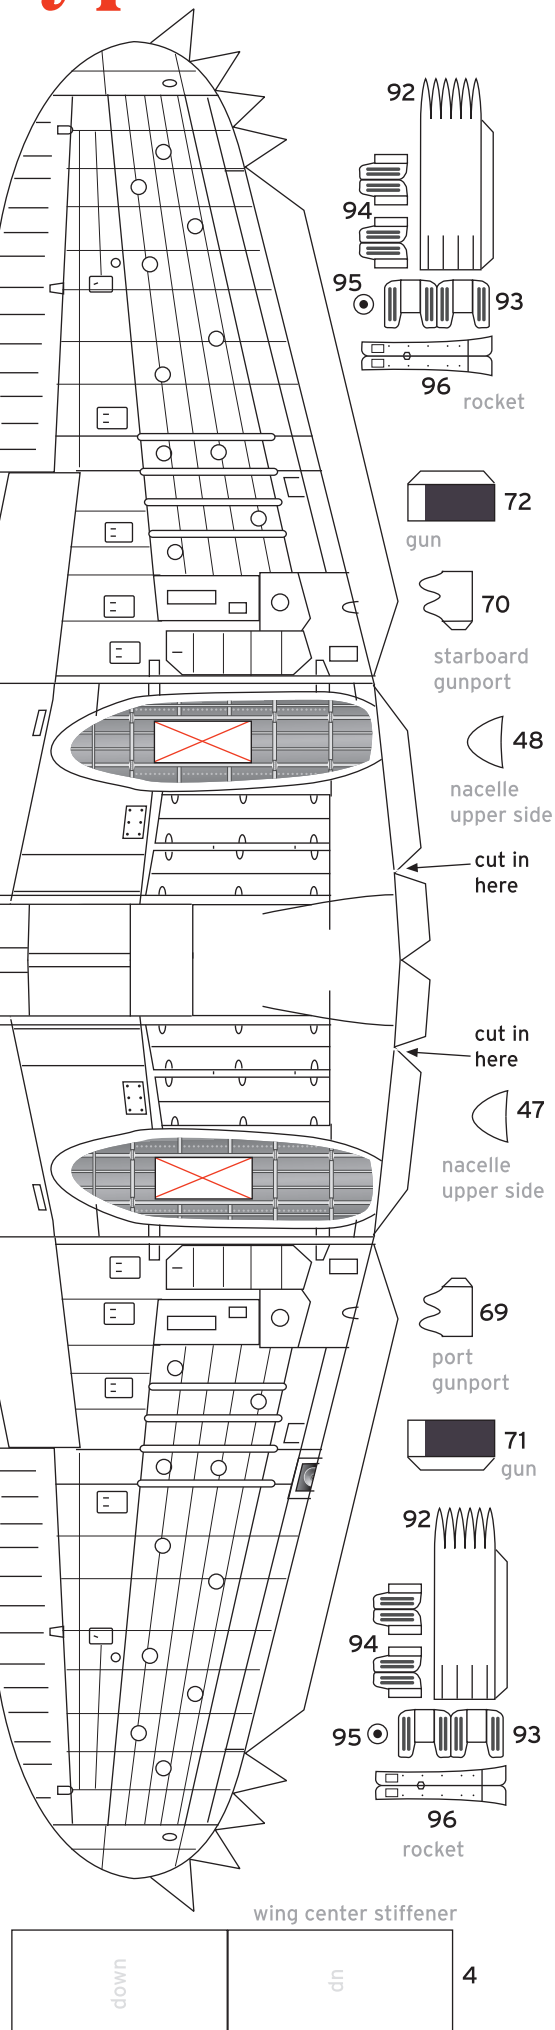 92
94
95
93
96
rocket
72
gun
70
starboard
gunport
48
nacelle
upper side
cut in
here
cut in
here
47
nacelle
upper side
69
port
gunport
71
gun
92
94
95
93
96
rocket
wing center stiffener
down
up
4